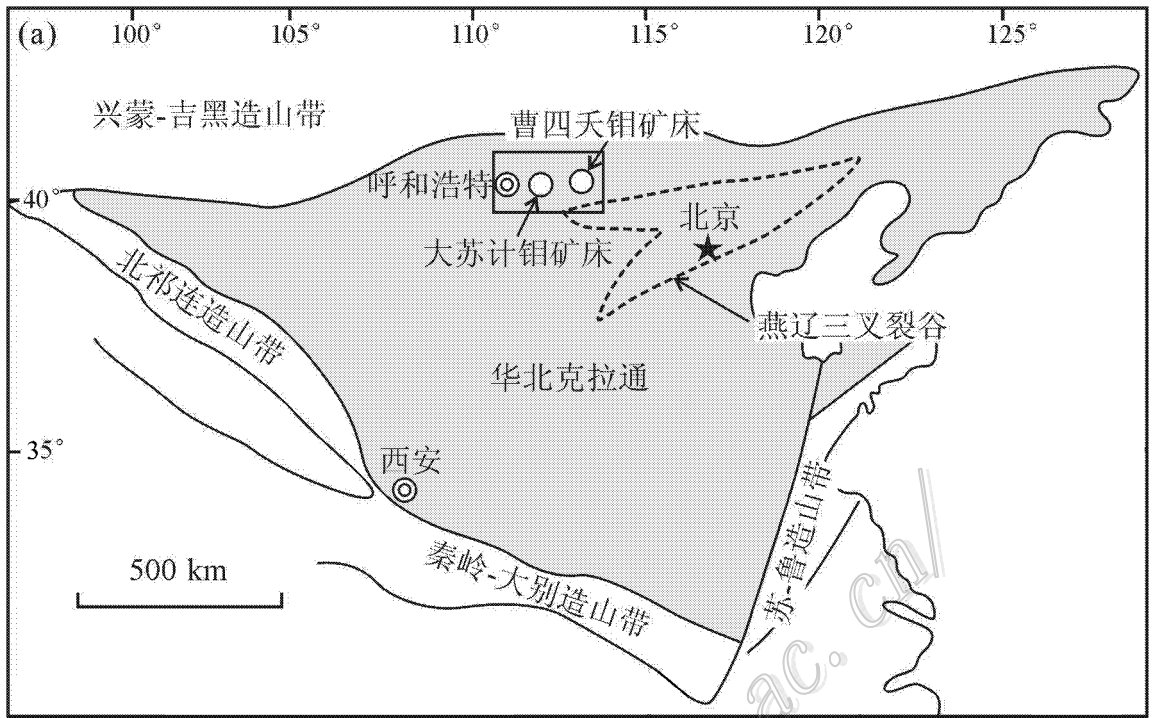 (a)
100°
105°
110°
115°
120°
125°
兴蒙-吉黑造山带
曹四夭钼矿床
呼和浩特
40°
北京
大苏计钼矿床
北祁连造山带
燕辽三叉裂谷
华北克拉通
35°
西安
苏-鲁造山带
500 km
秦岭-大别造山带
ac. cn/